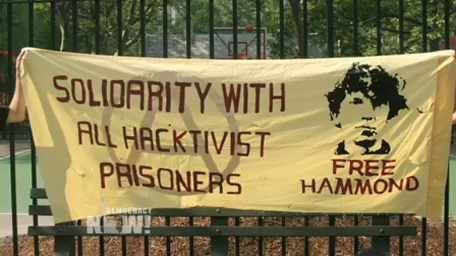 SOLIDARITY WITH
ALL HACKTIVIST
PRISONERS
FREE
HAMMOND
DEMOCRACY
NOW!